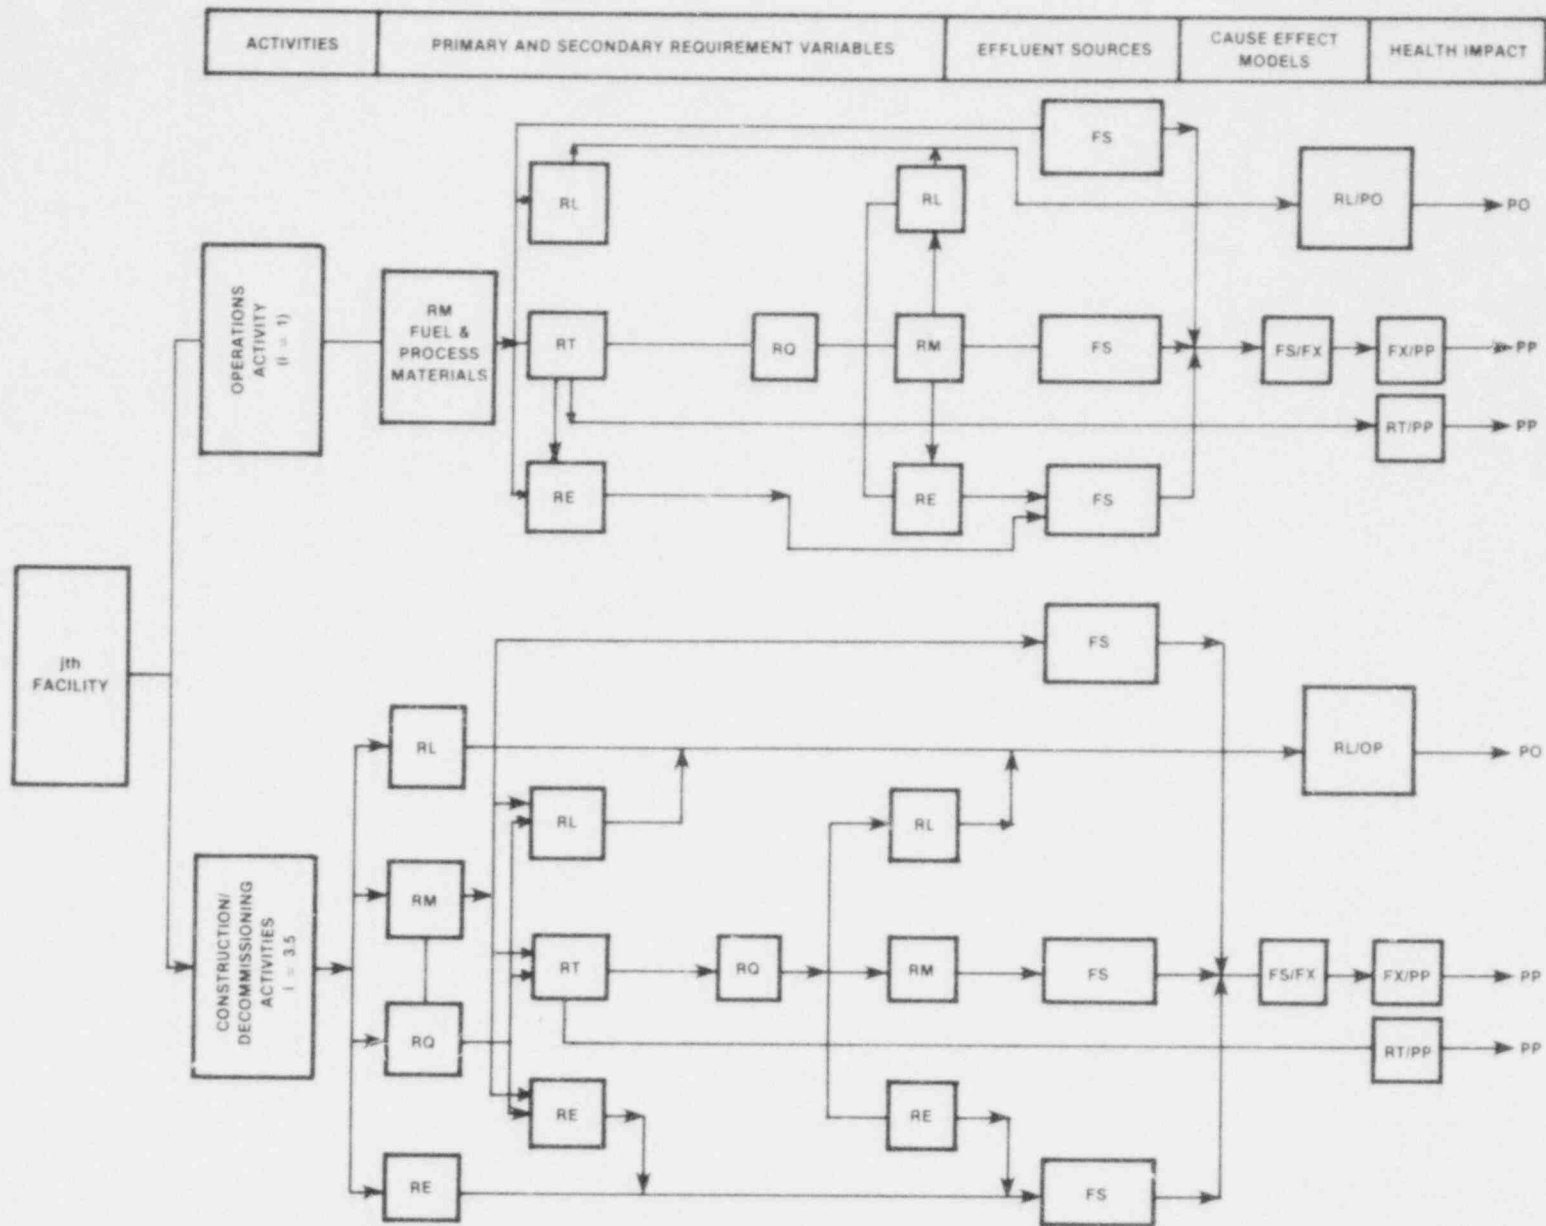 ACTIVITIES
PRIMARY AND SECONDARY REQUIREMENT VARIABLES
EFFLUENT SOURCES
CAUSE EFFECT
MODELS
HEALTH IMPACT
FS
RL
RL
RL/PO
PO
OPERATIONS
ACTIVITY
(I = 1)
RM
FUEL &
PROCESS
MATERIALS
RT
RQ
RM
FS
FS/FX
FX/PP
PP
RT/PP
PP
RE
RE
FS
jth
FACILITY
FS
RL
RL/OP
PO
RL
RL
CONSTRUCTION/
DECOMMISSIONING
ACTIVITIES
I = 3.5
RM
RT
RQ
RM
FS
FS/FX
FX/PP
PP
RQ
RT/PP
PP
RE
RE
RE
FS